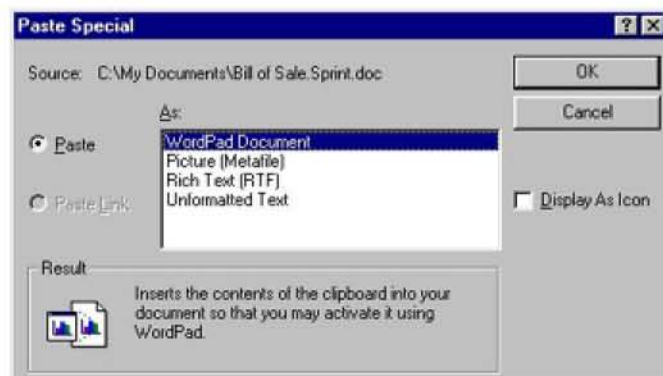 Paste Special
Source: C:\My Documents\Bill of Sale.Sprint.doc
OK
As:
Cancel
Paste
WordPad Document
Picture (Metafile)
Rich Text (RTF)
Paste Link
Unformatted Text
Display As Icon
Result
Inserts the contents of the clipboard into your
document so that you may activate it using
WordPad.